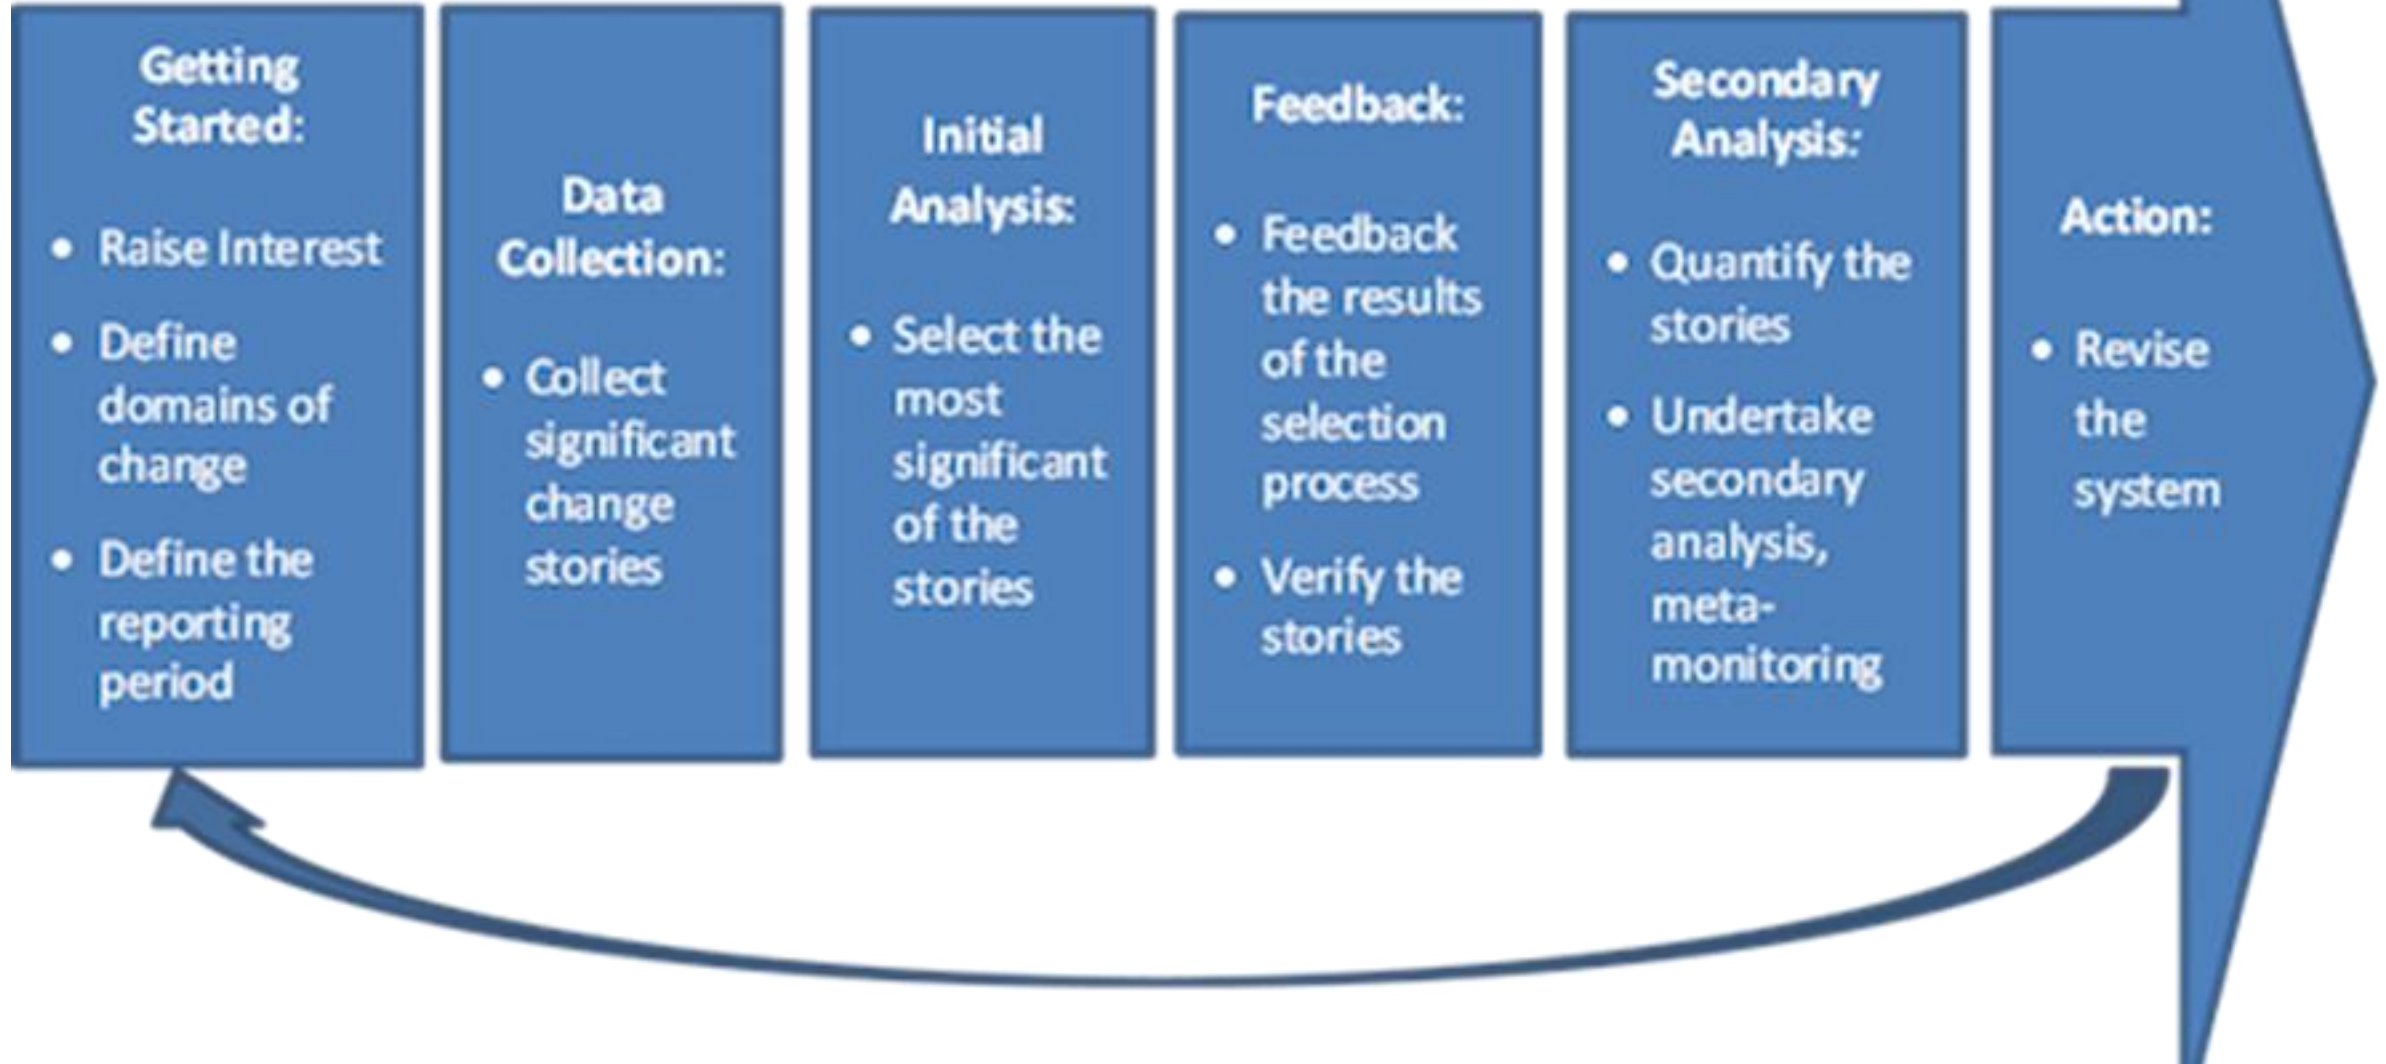 Getting
Started:
• Raise Interest
• Define
domains of
change
• Define the
reporting
period
Data
Collection:
• Collect
significant
change
stories
Initial
Analysis:
• Select the
most
significant
of the
stories
Feedback:
• Feedback
the results
of the
selection
process
• Verify the
stories
Secondary
Analysis:
• Quantify the
stories
• Undertake
secondary
analysis,
meta-
monitoring
Action:
• Revise
the
system